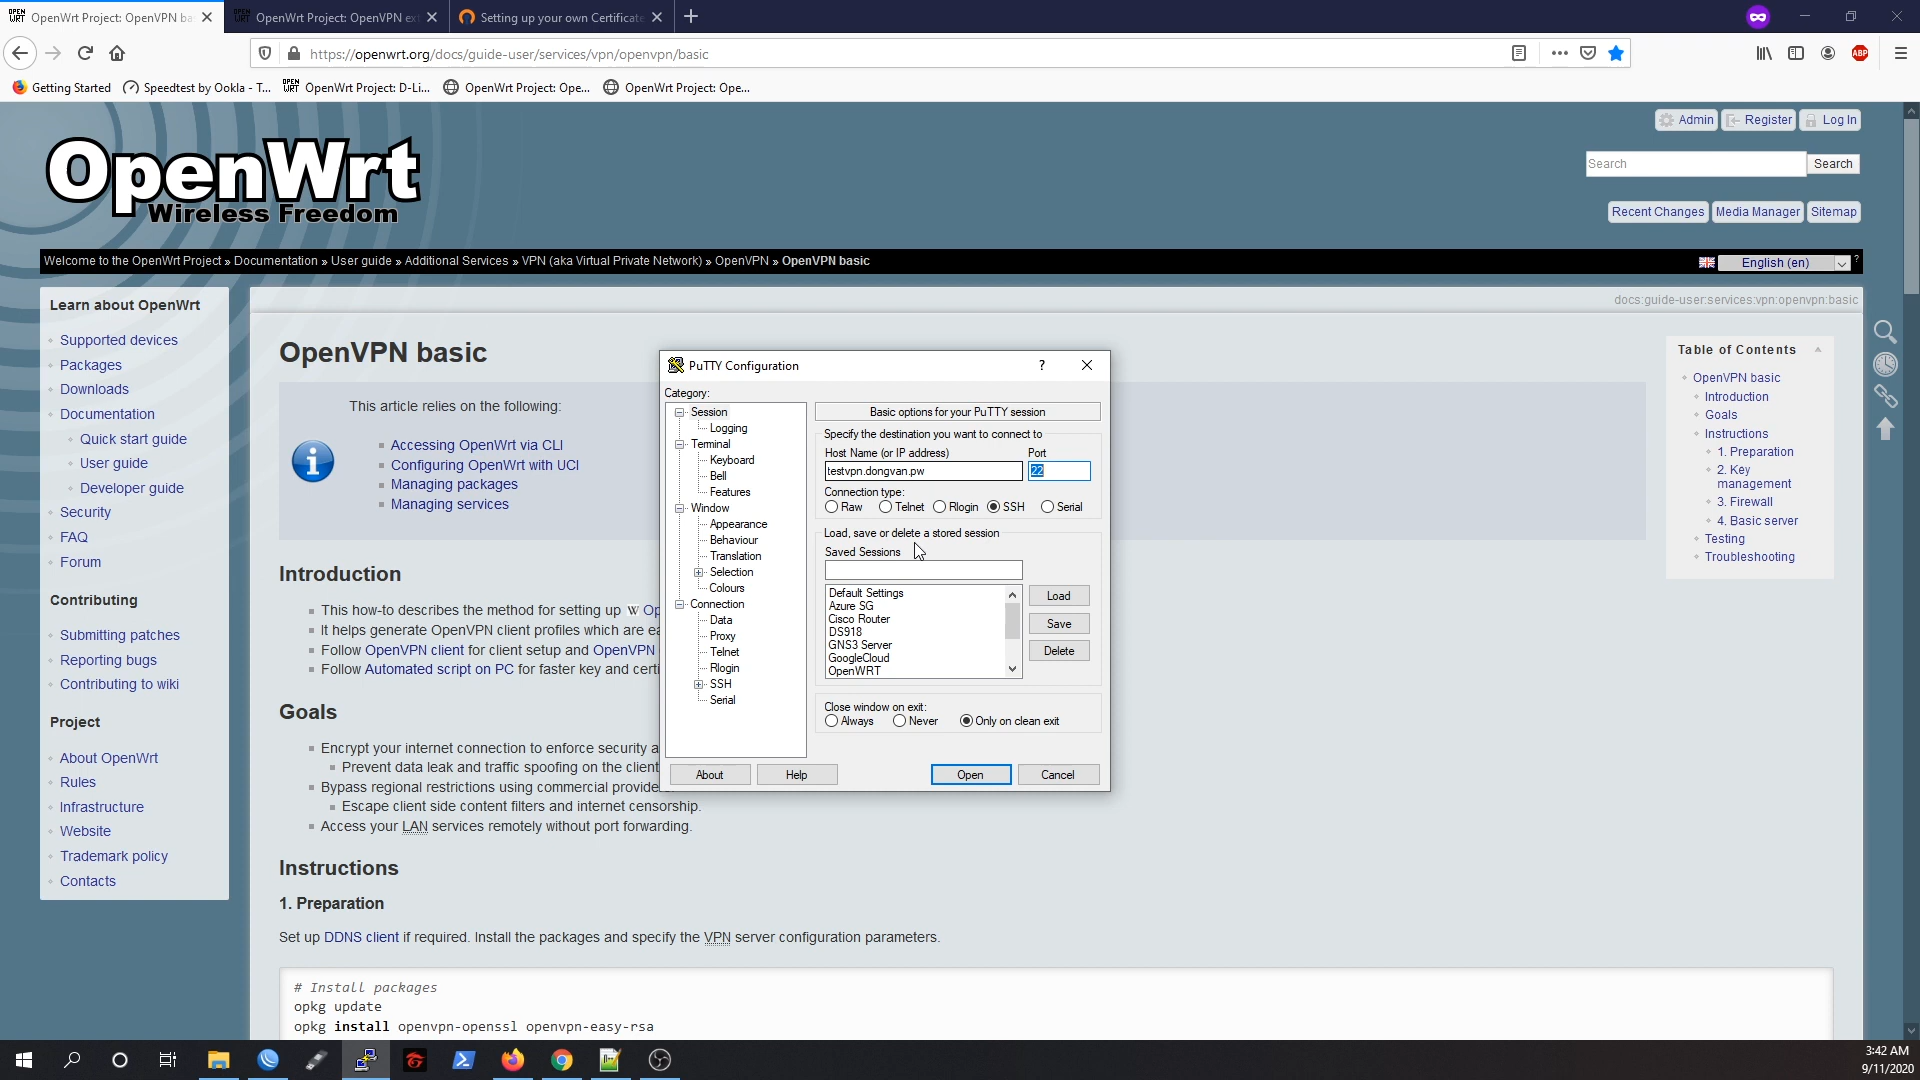 OpenWrt Project: OpenVPN ba
OpenWrt Project: OpenVPN ex
Setting up your own Certificate
https://openwrt.org/docs/guide-user/services/vpn/openvpn/basic
ABP
Getting Started
Speedtest by Ookla - T...
OpenWrt Project: D-Li...
OpenWrt Project: Ope...
OpenWrt Project: Ope...
Admin
Register
Log In
OpenWrt
Wireless Freedom
Search
Search
Recent Changes
Media Manager
Sitemap
Welcome to the OpenWrt Project » Documentation » User guide » Additional Services » VPN (aka Virtual Private Network) » OpenVPN » OpenVPN basic
English (en)
?
docs:guide-user:services:vpn:openvpn:basic
Learn about OpenWrt
Supported devices
Packages
Downloads
Documentation
Quick start guide
User guide
Developer guide
Security
FAQ
Forum
Contributing
Submitting patches
Reporting bugs
Contributing to wiki
Project
About OpenWrt
Rules
Infrastructure
Website
Trademark policy
Contacts
OpenVPN basic
This article relies on the following:
Accessing OpenWrt via CLI
Configuring OpenWrt with UCI
Managing packages
Managing services
Introduction
This how-to describes the method for setting up W Op
It helps generate OpenVPN client profiles which are ea
Follow OpenVPN client for client setup and OpenVPN
Follow Automated script on PC for faster key and certi
Goals
Encrypt your internet connection to enforce security a
Prevent data leak and traffic spoofing on the client
Bypass regional restrictions using commercial provide
Escape client side content filters and internet censorship.
Access your LAN services remotely without port forwarding.
Instructions
1. Preparation
Set up DDNS client if required. Install the packages and specify the VPN server configuration parameters.
# Install packages
opkg update
opkg install openvpn-openssl openvpn-easy-rsa
Table of Contents
OpenVPN basic
Introduction
Goals
Instructions
1. Preparation
2. Key
management
3. Firewall
4. Basic server
Testing
Troubleshooting
PuTTY Configuration
?
Category:
Session
Logging
Terminal
Keyboard
Bell
Features
Window
Appearance
Behaviour
Translation
Selection
Colours
Connection
Data
Proxy
Telnet
Rlogin
SSH
Serial
Basic options for your PuTTY session
Specify the destination you want to connect to
Host Name (or IP address)
Port
testvpn.dongvan.pw
22
Connection type:
Raw
Telnet
Rlogin
SSH
Serial
Load, save or delete a stored session
Saved Sessions
Default Settings
Azure SG
Cisco Router
DS918
GNS3 Server
GoogleCloud
OpenWRT
Load
Save
Delete
Close window on exit:
Always
Never
Only on clean exit
About
Help
Open
Cancel
3:42 AM
9/11/2020